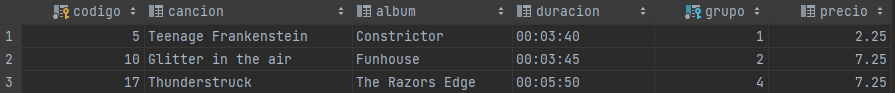 codigo cancion album duracion grupo precio
1 5 Teenage Frankenstein Constrictor 00:03:40 1 2.25
2 10 Glitter in the air Funhouse 00:03:45 2 7.25
3 17 Thunderstruck The Razors Edge 00:05:50 4 7.25